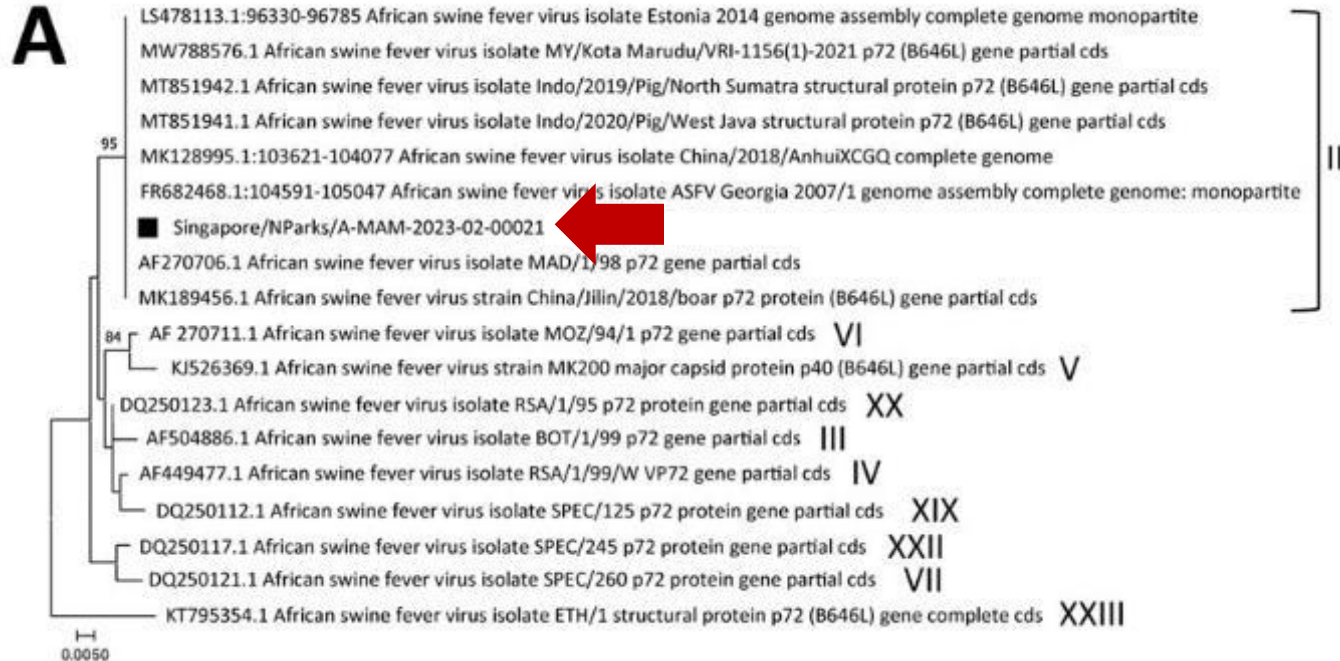 A
LS478113.1:96330-96785 African swine fever virus isolate Estonia 2014 genome assembly complete genome monopartite
MW788576.1 African swine fever virus isolate MY/Kota Marudu/VRI-1156(1)-2021 p72 (B646L) gene partial cds
MT851942.1 African swine fever virus isolate Indo/2019/Pig/North Sumatra structural protein p72 (B646L) gene partial cds
MT851941.1 African swine fever virus isolate Indo/2020/Pig/West Java structural protein p72 (B646L) gene partial cds
95
MK128995.1:103621-104077 African swine fever virus isolate China/2018/AnhuiXCGQ complete genome
II
FR682468.1:104591-105047 African swine fever virus isolate ASFV Georgia 2007/1 genome assembly complete genome: monopartite
Singapore/NParks/A-MAM-2023-02-00021
AF270706.1 African swine fever virus isolate MAD/1/98 p72 gene partial cds
MK189456.1 African swine fever virus strain China/Jilin/2018/boar p72 protein (B646L) gene partial cds
84
AF 270711.1 African swine fever virus isolate MOZ/94/1 p72 gene partial cds VI
KJ526369.1 African swine fever virus strain MK200 major capsid protein p40 (B646L) gene partial cds V
DQ250123.1 African swine fever virus isolate RSA/1/95 p72 protein gene partial cds XX
AF504886.1 African swine fever virus isolate BOT/1/99 p72 gene partial cds III
AF449477.1 African swine fever virus isolate RSA/1/99/W VP72 gene partial cds IV
DQ250112.1 African swine fever virus isolate SPEC/125 p72 protein gene partial cds XIX
DQ250117.1 African swine fever virus isolate SPEC/245 p72 protein gene partial cds XXII
DQ250121.1 African swine fever virus isolate SPEC/260 p72 protein gene partial cds VII
KT795354.1 African swine fever virus isolate ETH/1 structural protein p72 (B646L) gene complete cds XXIII
0.0050